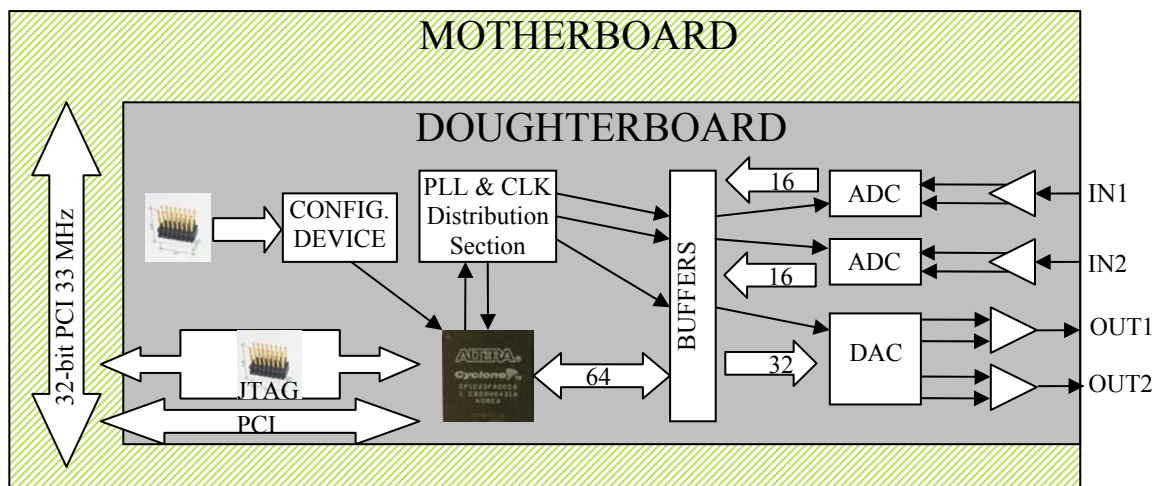 MOTHERBOARD
DOUGHTERBOARD
32-bit PCI 33 MHz
CONFIG.
DEVICE
PLL & CLK
Distribution
Section
BUFFERS
16
ADC
IN1
16
ADC
IN2
32
DAC
OUT1
OUT2
64
ALTERA
Cyclone
KOREA
JTAG
PCI